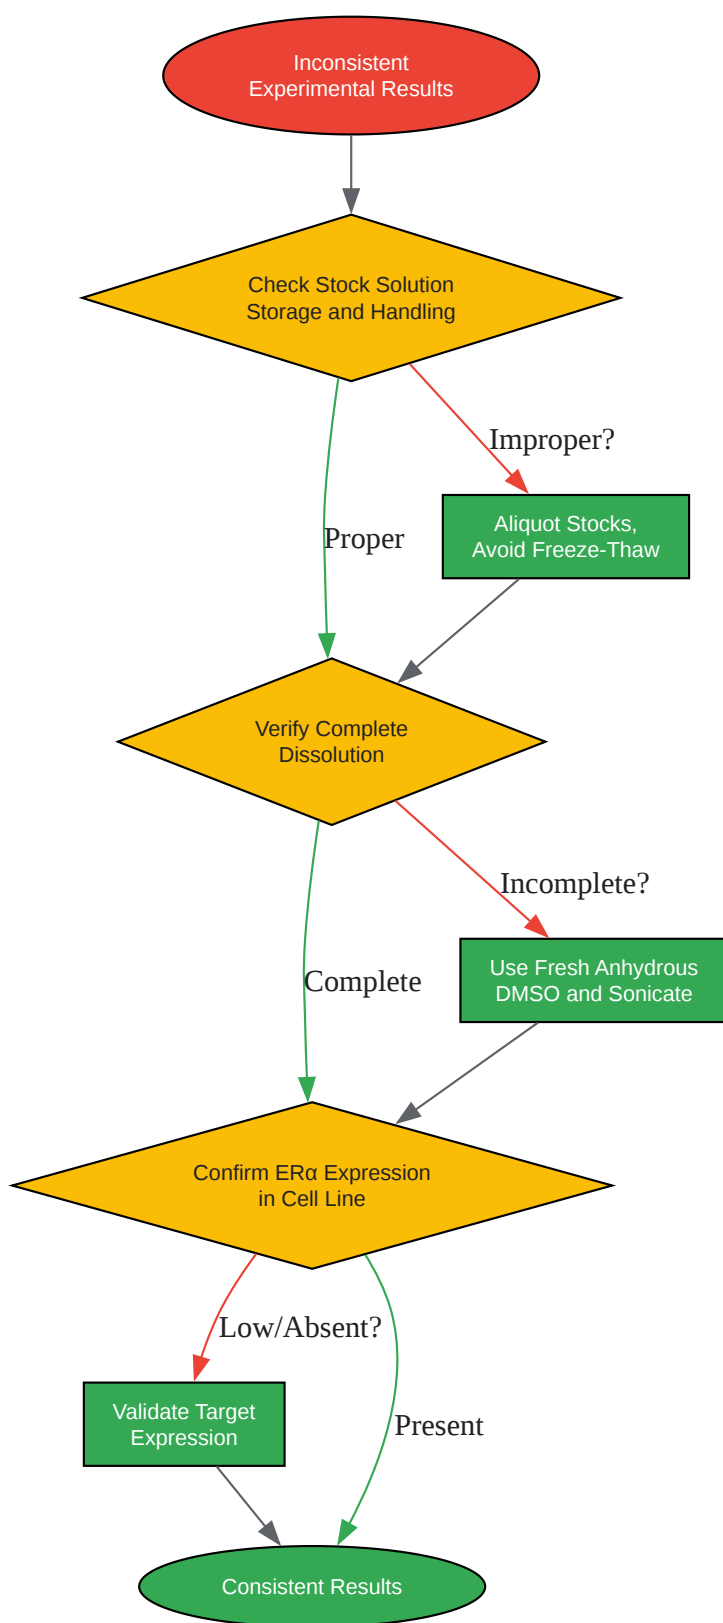 Inconsistent
Experimental Results
Check Stock Solution
Storage and Handling
Improper?
Aliquot Stocks,
Avoid Freeze-Thaw
Proper
Verify Complete
Dissolution
Incomplete?
Use Fresh Anhydrous
DMSO and Sonicate
Complete
Confirm ERα Expression
in Cell Line
Low/Absent?
Validate Target
Expression
Present
Consistent Results